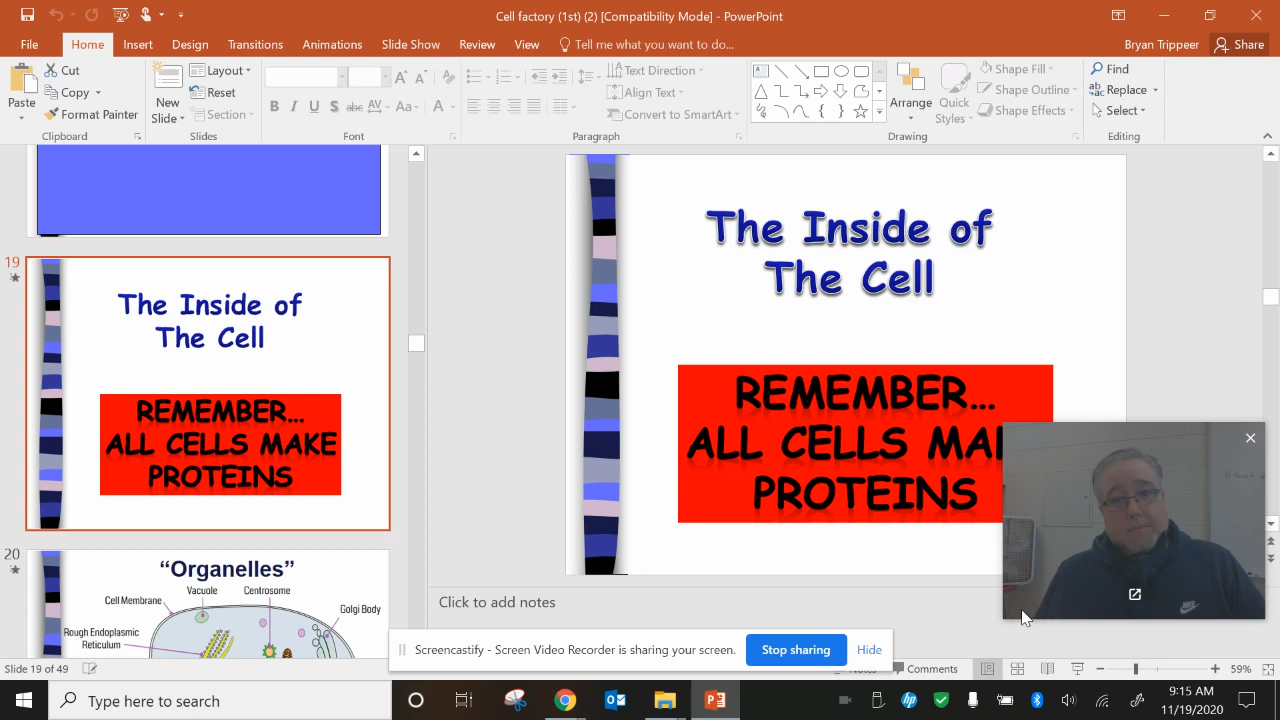 Cell factory (1st) (2) [Compatibility Mode] - PowerPoint
File Home Insert Design Transitions Animations Slide Show Review View Tell me what you want to do... Bryan Trippeer Share
Paste Cut Copy Format Painter
Clipboard
New Slide Layout Reset Section
Slides
B I U S abc AV Aa A
Font
Text Direction Align Text Convert to SmartArt
Paragraph
Arrange Quick Styles Shape Fill Shape Outline Shape Effects
Drawing
Find Replace Select
Editing
19
The Inside of
The Cell
REMEMBER...
ALL CELLS MAKE
PROTEINS
20
“Organelles”
Vacuole
Centrosome
Cell Membrane
Golgi Body
Rough Endoplasmic
Reticulum
The Inside of
The Cell
REMEMBER...
ALL CELLS MA
PROTEINS
Click to add notes
Screencastify - Screen Video Recorder is sharing your screen. Stop sharing Hide
Slide 19 of 49 Notes Comments 59%
Type here to search
9:15 AM
11/19/2020